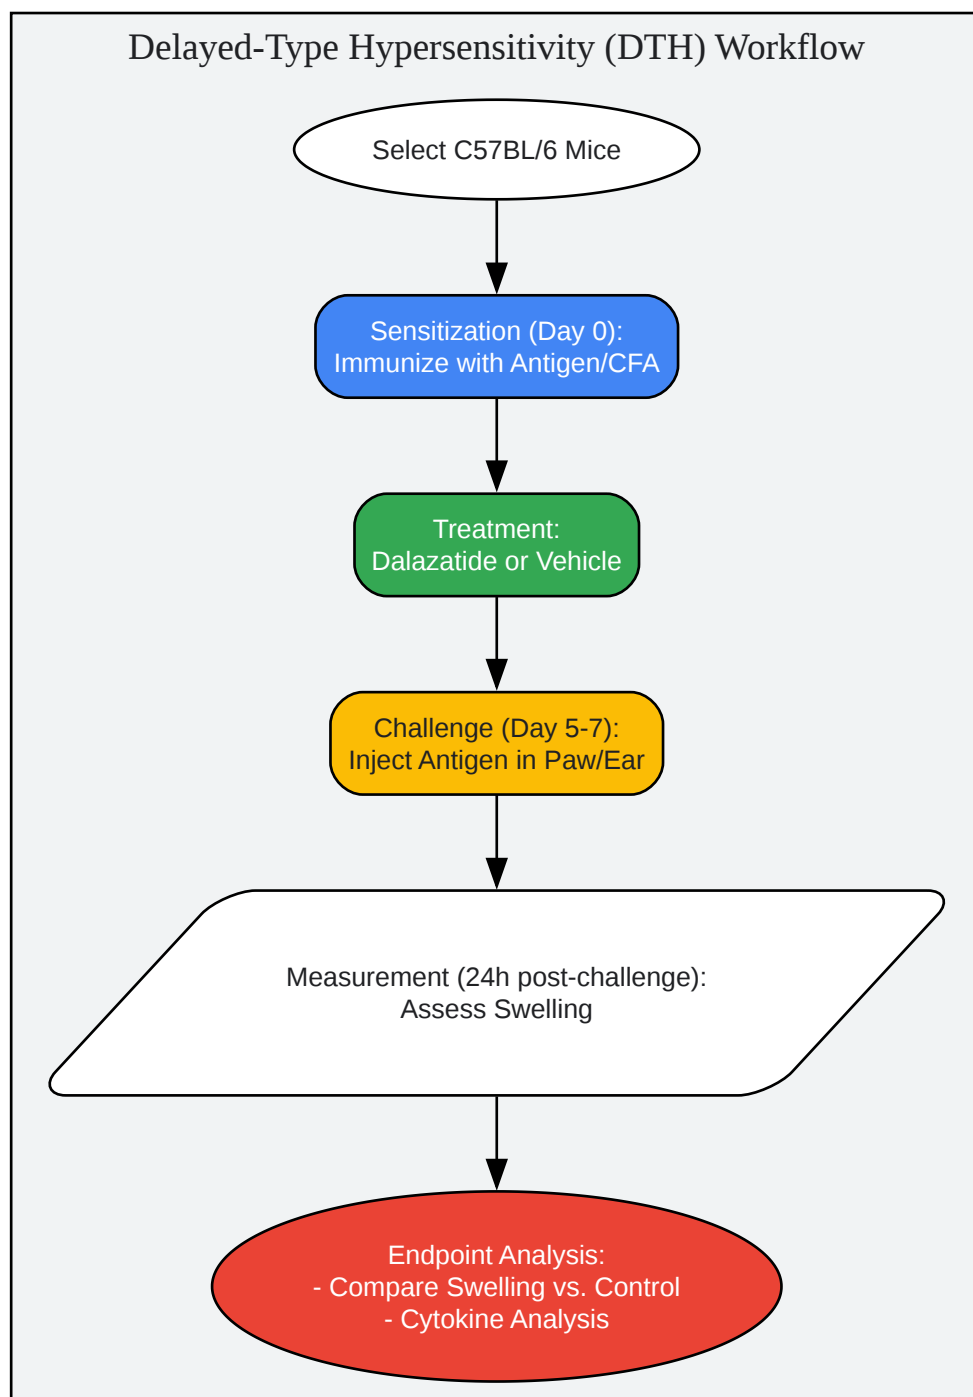 Delayed-Type Hypersensitivity (DTH) Workflow
Select C57BL/6 Mice
Sensitization (Day 0):
Immunize with Antigen/CFA
Treatment:
Dalazatide or Vehicle
Challenge (Day 5-7):
Inject Antigen in Paw/Ear
Measurement (24h post-challenge):
Assess Swelling
Endpoint Analysis:
- Compare Swelling vs. Control
- Cytokine Analysis